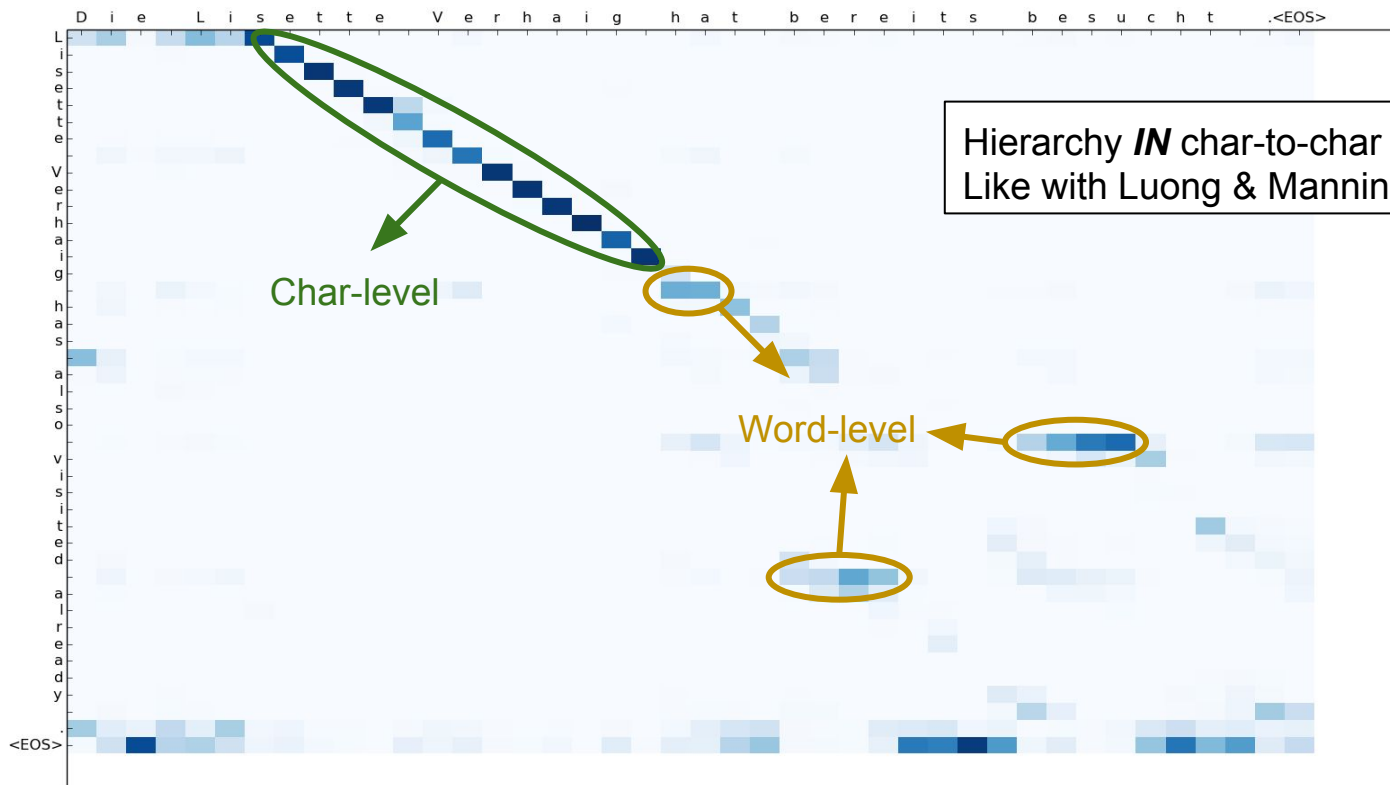 D i e L i s e t t e V e r h a i g h a t b e r e i t s b e s u c h t . <EOS>
L
i
s
e
t
t
e
V
e
r
h
a
i
g
h
a
s
a
l
s
o
v
i
s
i
t
e
d
a
l
r
e
a
d
y
.
<EOS>
Hierarchy IN char-to-char
Like with Luong & Mannin
Char-level
Word-level